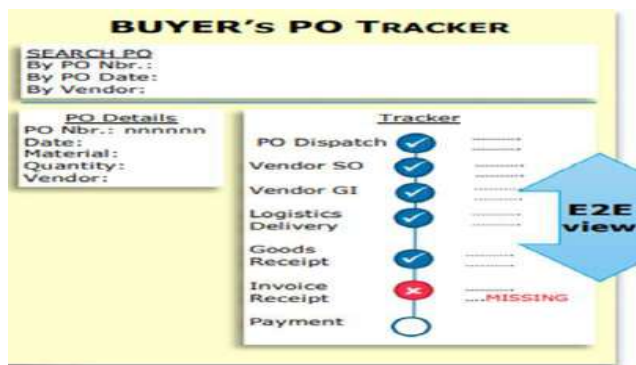 BUYER's PO TRACKER
SEARCH PO
By PO Nbr.:
By PO Date:
By Vendor:
PO Details
PO Nbr.: nnnnnn
Date:
Material:
Quantity:
Vendor:
Tracker
PO Dispatch
Vendor SO
Vendor GI
Logistics
Delivery
Goods
Receipt
Invoice
Receipt
....MISSING
Payment
E2E
view